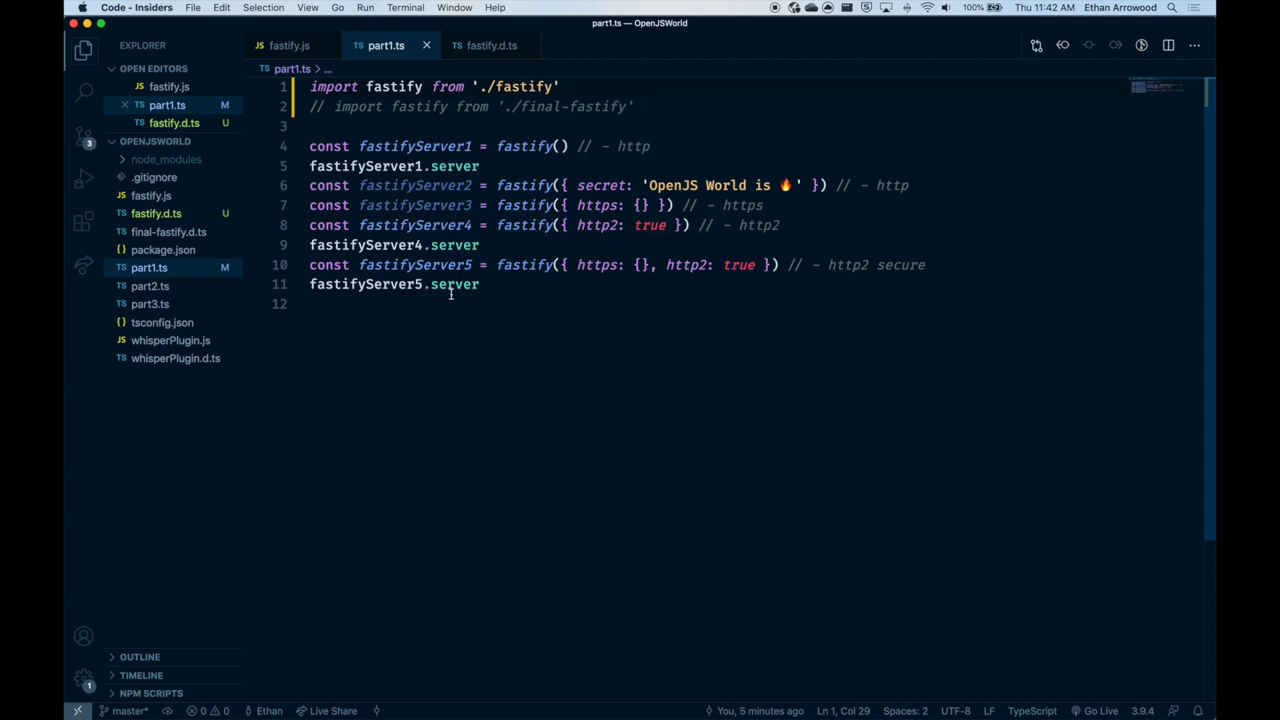 Code - Insiders File Edit Selection View Go Run Terminal Window Help 100% Thu 11:42 AM Ethan Arrowood
part1.ts — OpenJSWorld
EXPLORER
JS fastify.js
TS part1.ts
TS fastify.d.ts
TS part1.ts > ...
OPEN EDITORS
JS fastify.js
TS part1.ts M
TS fastify.d.ts U
OPENJSWORLD
node_modules
.gitignore
JS fastify.js
TS fastify.d.ts U
TS final-fastify.d.ts
{} package.json
TS part1.ts M
TS part2.ts
TS part3.ts
TS tsconfig.json
JS whisperPlugin.js
TS whisperPlugin.d.ts
OUTLINE
TIMELINE
NPM SCRIPTS
3
1
1 import fastify from './fastify'
2 // import fastify from './final-fastify'
3
4 const fastifyServer1 = fastify() // - http
5 fastifyServer1.server
6 const fastifyServer2 = fastify({ secret: 'OpenJS World is 🔥' }) // - http
7 const fastifyServer3 = fastify({ https: {} }) // - https
8 const fastifyServer4 = fastify({ http2: true }) // - http2
9 fastifyServer4.server
10 const fastifyServer5 = fastify({ https: {}, http2: true }) // - http2 secure
11 fastifyServer5.server
12
master* 0 0 Ethan Live Share You, 5 minutes ago Ln 1, Col 29 Spaces: 2 UTF-8 LF TypeScript Go Live 3.9.4